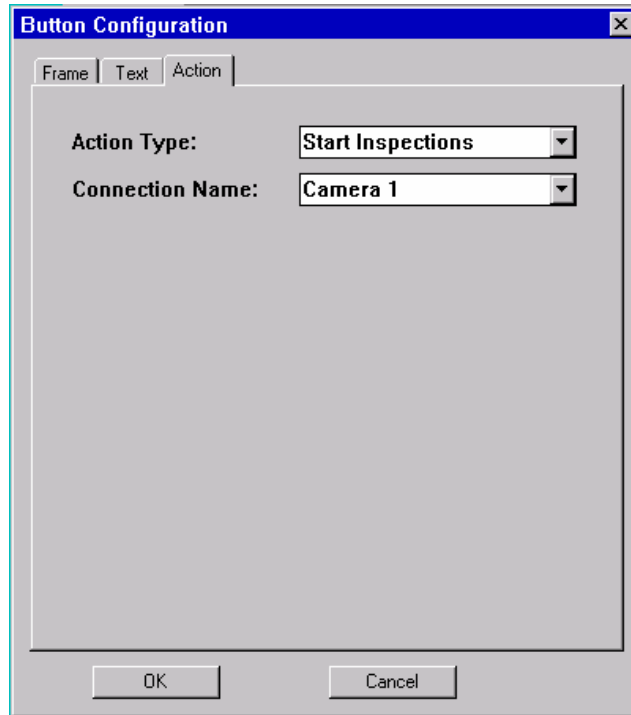 Button Configuration
Frame Text Action
Action Type: Start Inspections
Connection Name: Camera 1
OK Cancel